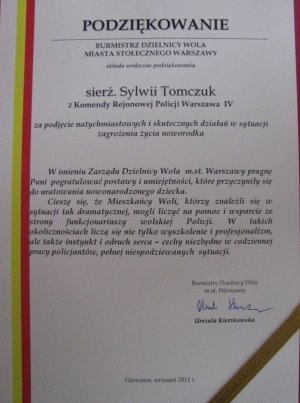 PODZIĘKOWANIE
BURMISTRZ DZIELNICY WOLA
MIASTA STOŁECZNEGO WARSZAWY
składa serdeczne podziękowania
sierż. Sylwii Tomczuk
z Komendy Rejonowej Policji Warszawa IV
za podjęcie natychmiastowych i skutecznych działań w sytuacji
zagrożenia życia noworodka
W imieniu Zarządu Dzielnicy Wola m.st. Warszawy pragnę
Pani pogratulować postawy i umiejętności, które przyczyniły się
do uratowania nowonarodzonego dziecka.
Cieszę się, że Mieszkańcy Woli, którzy znaleźli się w
sytuacji tak dramatycznej, mogli liczyć na pomoc i wsparcie ze
strony funkcjonariuszy wolskiej Policji. W takich
okolicznościach liczą się nie tylko wyszkolenie i profesjonalizm,
ale także instynkt i odruch serca – cechy niezbędne w codziennej
pracy policjantów, pełnej niespodziewanych sytuacji.
Burmistrz Dzielnicy Wola
m.st. Warszawy
Urszula Kierzkowska
Warszawa, wrzesień 2011 r.